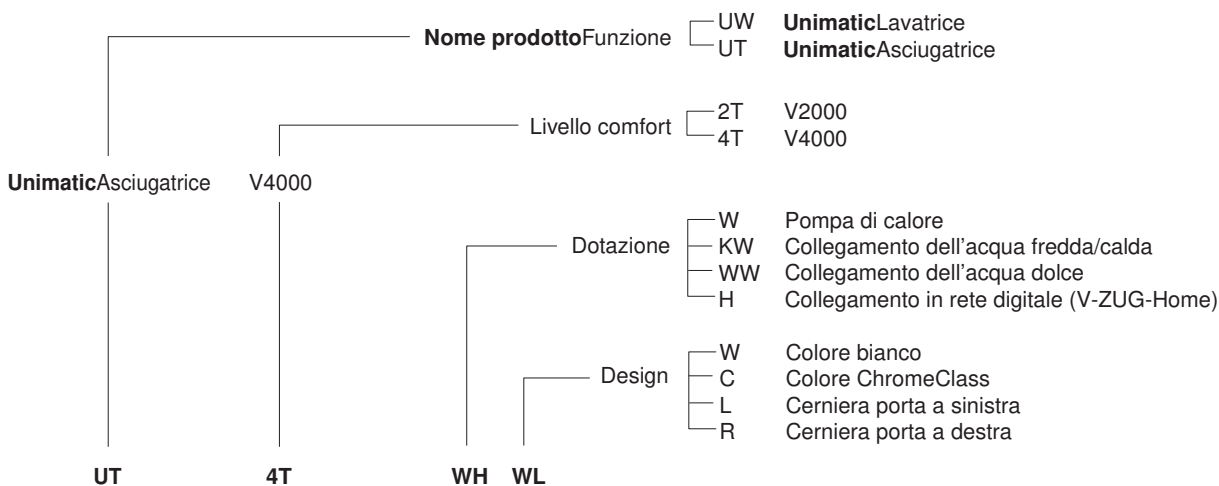 Nome prodottoFunzione
UW UnimaticLavatrice
UT UnimaticAsciugatrice
Livello comfort
2T V2000
4T V4000
UnimaticAsciugatrice V4000
Dotazione
W Pompa di calore
KW Collegamento dell'acqua fredda/calda
WW Collegamento dell'acqua dolce
H Collegamento in rete digitale (V-ZUG-Home)
Design
W Colore bianco
C Colore ChromeClass
L Cerniera porta a sinistra
R Cerniera porta a destra
UT 4T WH WL